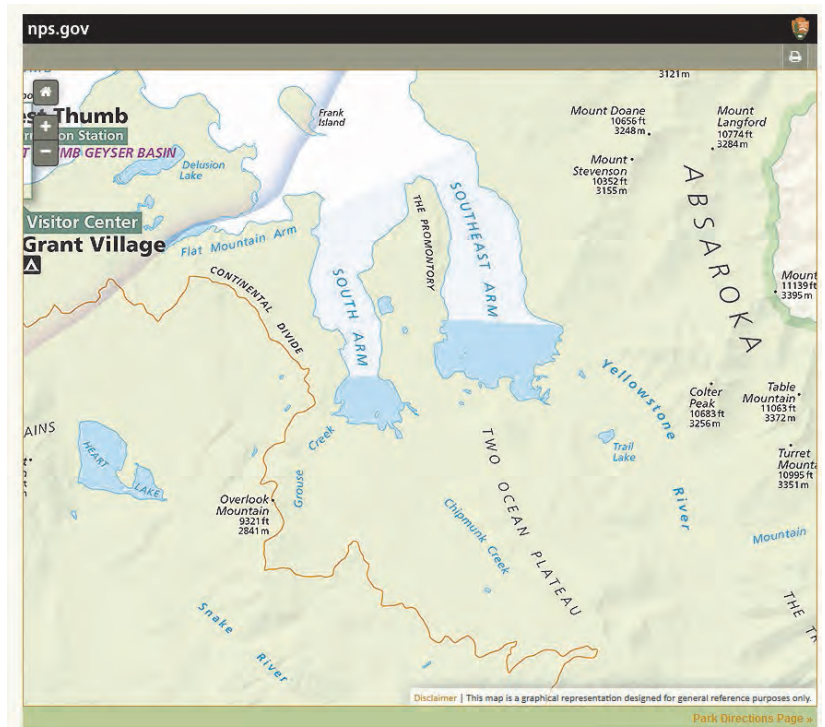 nps.gov
3121m
st Thumb
on Station
MB GEYSER BASIN
Delusion
Lake
Frank
Island
Mount Doane
10656ft
3248m
Mount
Langford
10774ft
3284m
Mount
Stevenson
10352ft
3155m
ABSAROKA
Visitor Center
Grant Village
Flat Mountain Arm
CONTINENTAL DIVIDE
SOUTH ARM
THE PROMONTORY
SOUTHEAST ARM
Mount
11139ft
3395m
Yellowstone
River
Colter
Peak
10683ft
3256m
Table
Mountain
11063ft
3372m
Turret
Mounta
10995ft
3351m
AINS
HEART
LAKE
Grouse
Creek
Overlook
Mountain
9321ft
2841m
TWO OCEAN PLATEAU
Trail
Lake
Chipmunk Creek
Mountain
Snake
River
THE TR
Disclaimer | This map is a graphical representation designed for general reference purposes only.
Park Directions Page »